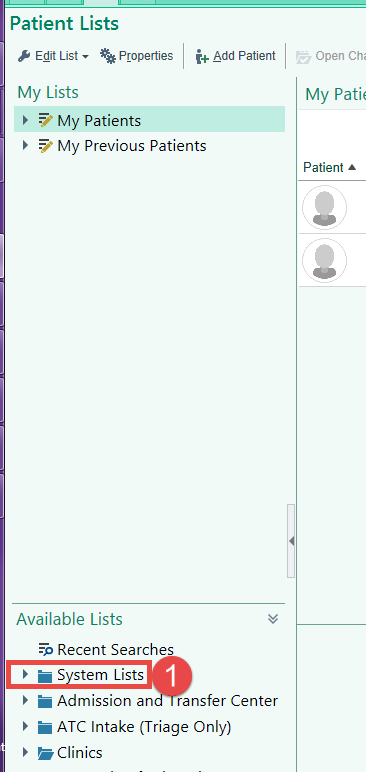 Patient Lists
Edit List Properties Add Patient Open Cha
My Lists
My Patients
My Previous Patients
My Patie
Patient
Available Lists
Recent Searches
System Lists 1
Admission and Transfer Center
ATC Intake (Triage Only)
Clinics